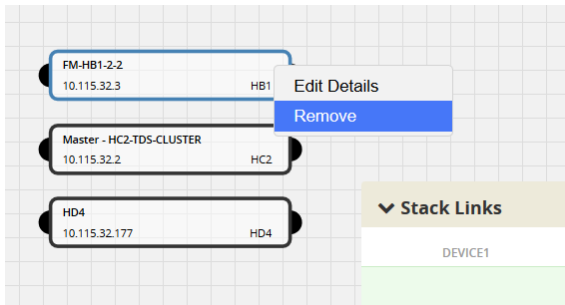 FM-HB1-2-2
10.115.32.3 HB1
Edit Details
Remove
Master - HC2-TDS-CLUSTER
10.115.32.2 HC2
HD4
10.115.32.177 HD4
Stack Links
DEVICE1